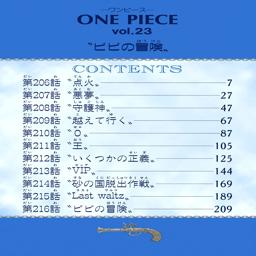 ―ワンピース―
ONE PIECE
vol.23
〝ビビの冒険〟
CONTENTS
第206話 〝点火〟 7
第207話 〝悪夢〟 27
第208話 〝守護神〟 47
第209話 〝越えて行く〟 67
第210話 〝0〟 87
第211話 〝王〟 105
第212話 〝いくつかの正義〟 125
第213話 〝VIP〟 144
第214話 〝砂の国脱出作戦〟 169
第215話 〝Last waltz〟 189
第216話 〝ビビの冒険〟 209